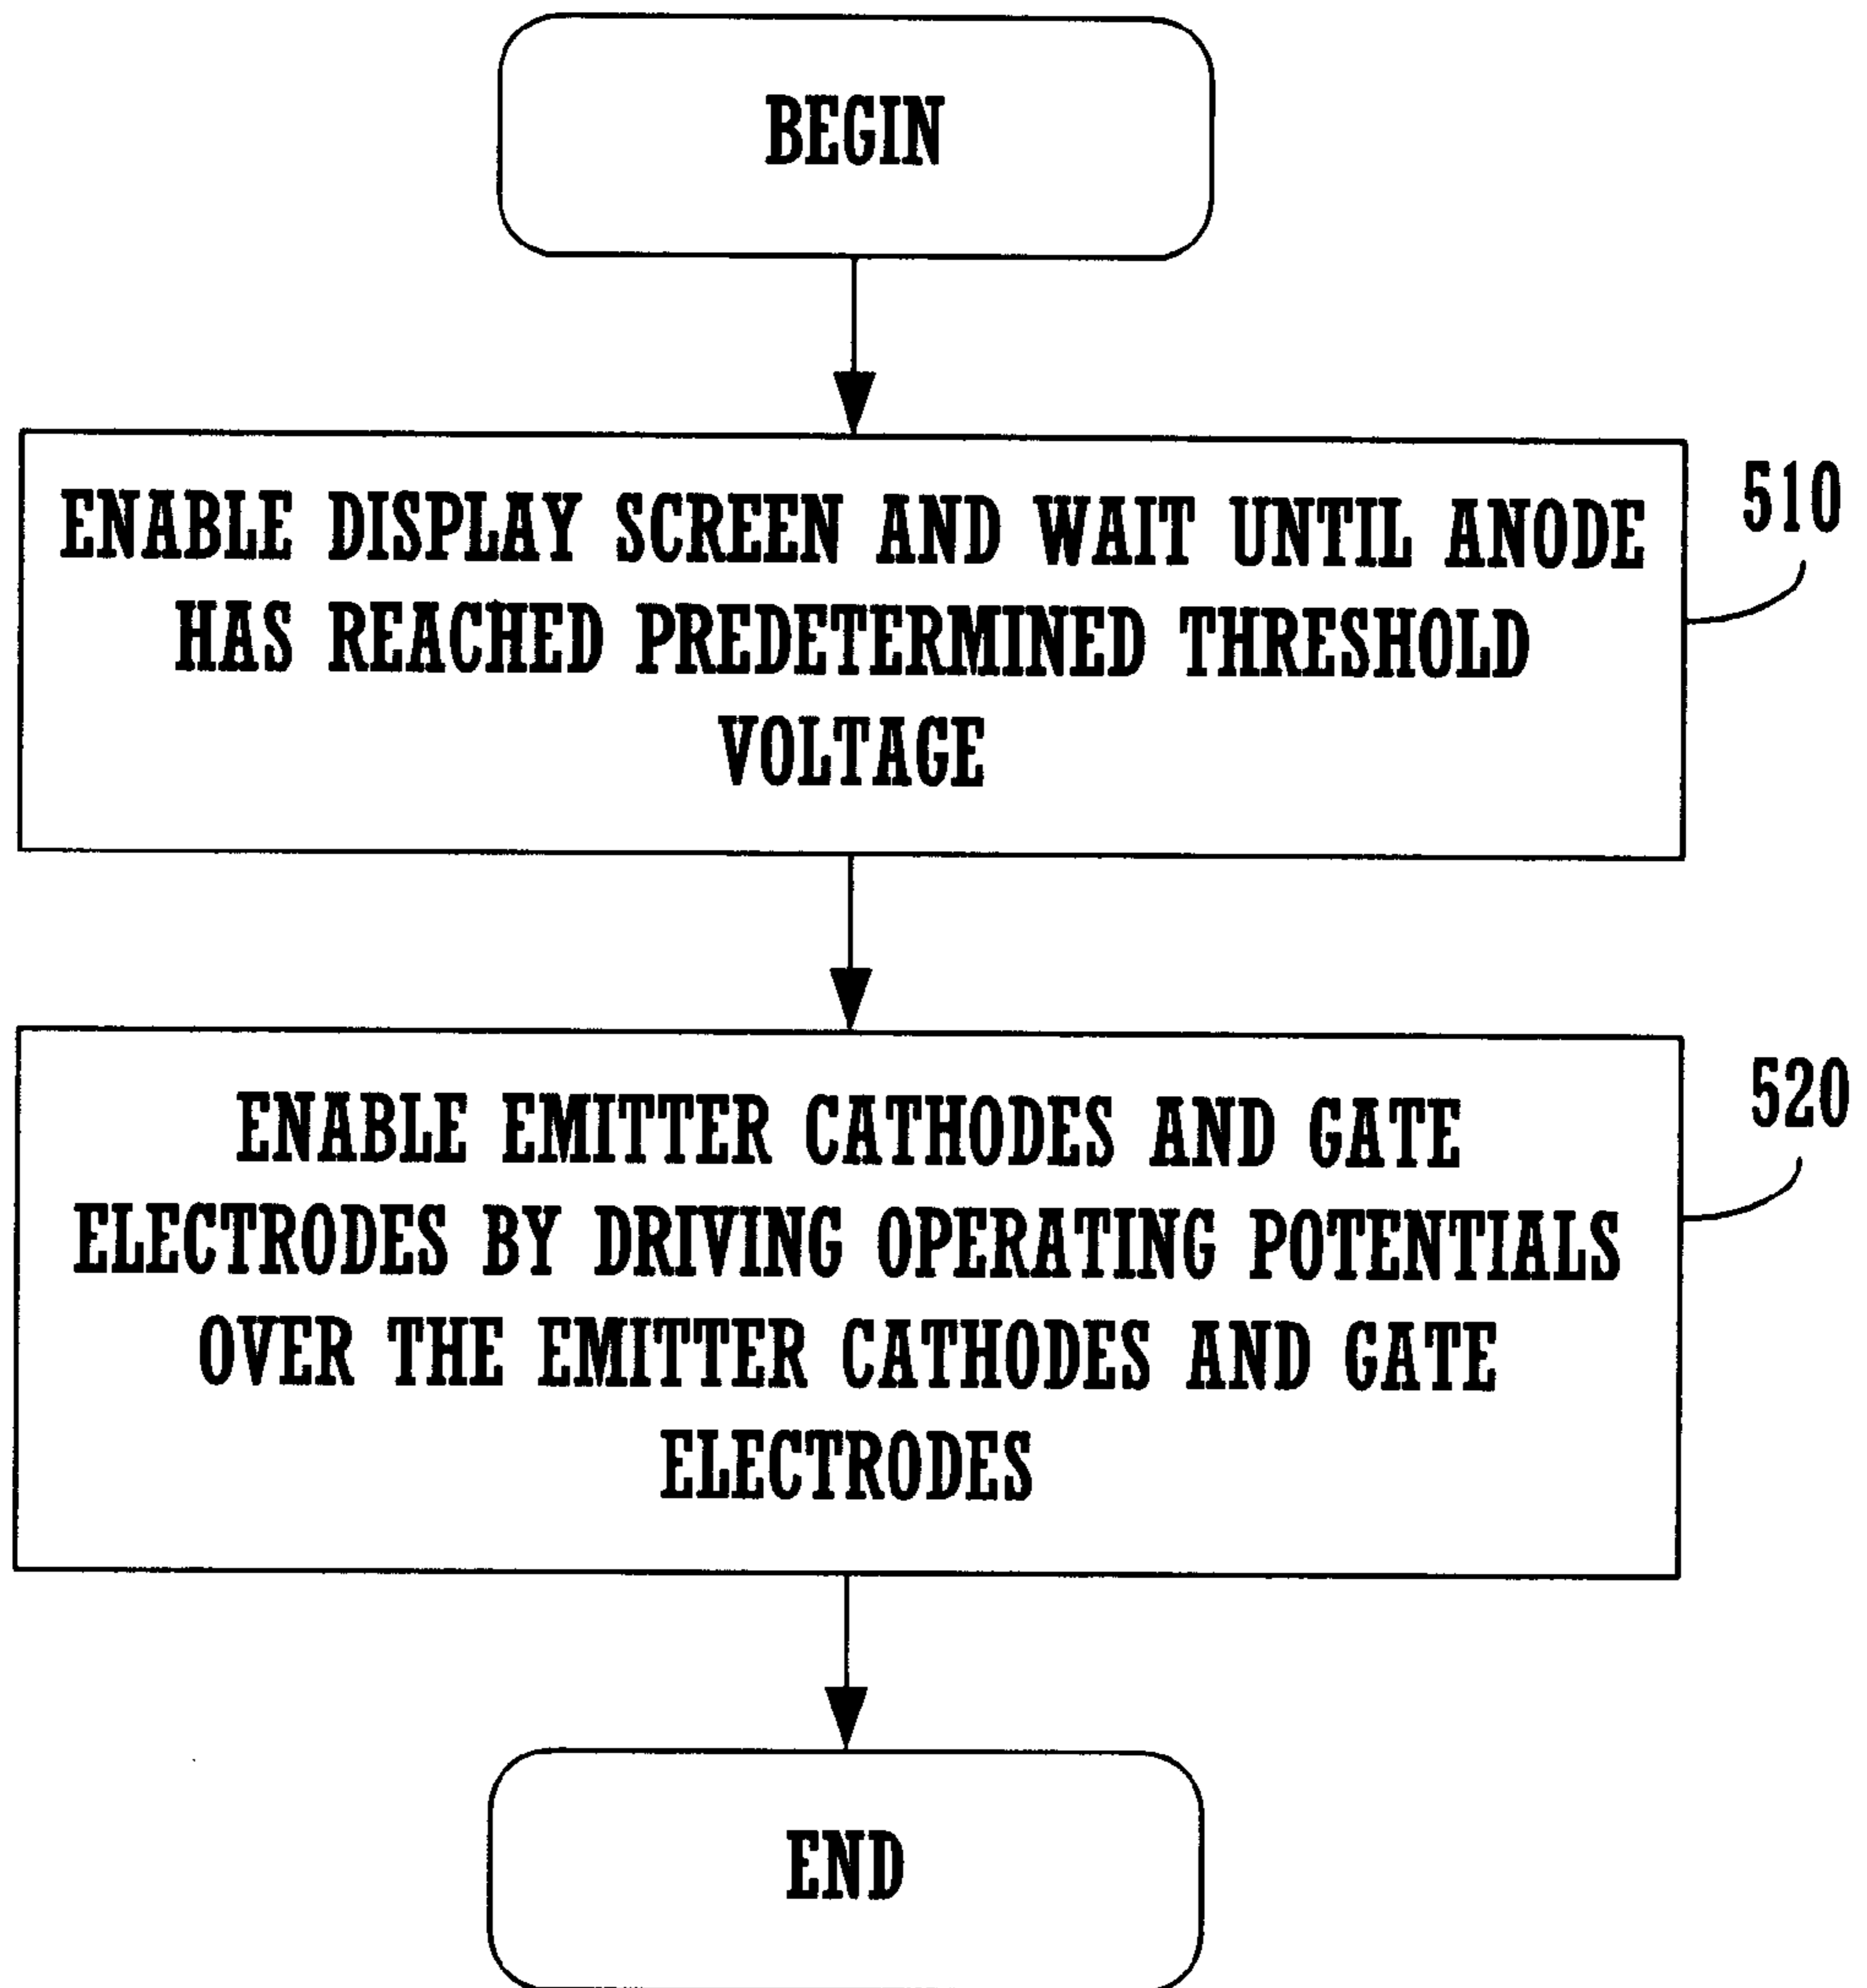 BEGIN
ENABLE DISPLAY SCREEN AND WAIT UNTIL ANODE
HAS REACHED PREDETERMINED THRESHOLD
VOLTAGE
510
ENABLE EMITTER CATHODES AND GATE
ELECTRODES BY DRIVING OPERATING POTENTIALS
OVER THE EMITTER CATHODES AND GATE
ELECTRODES
520
END